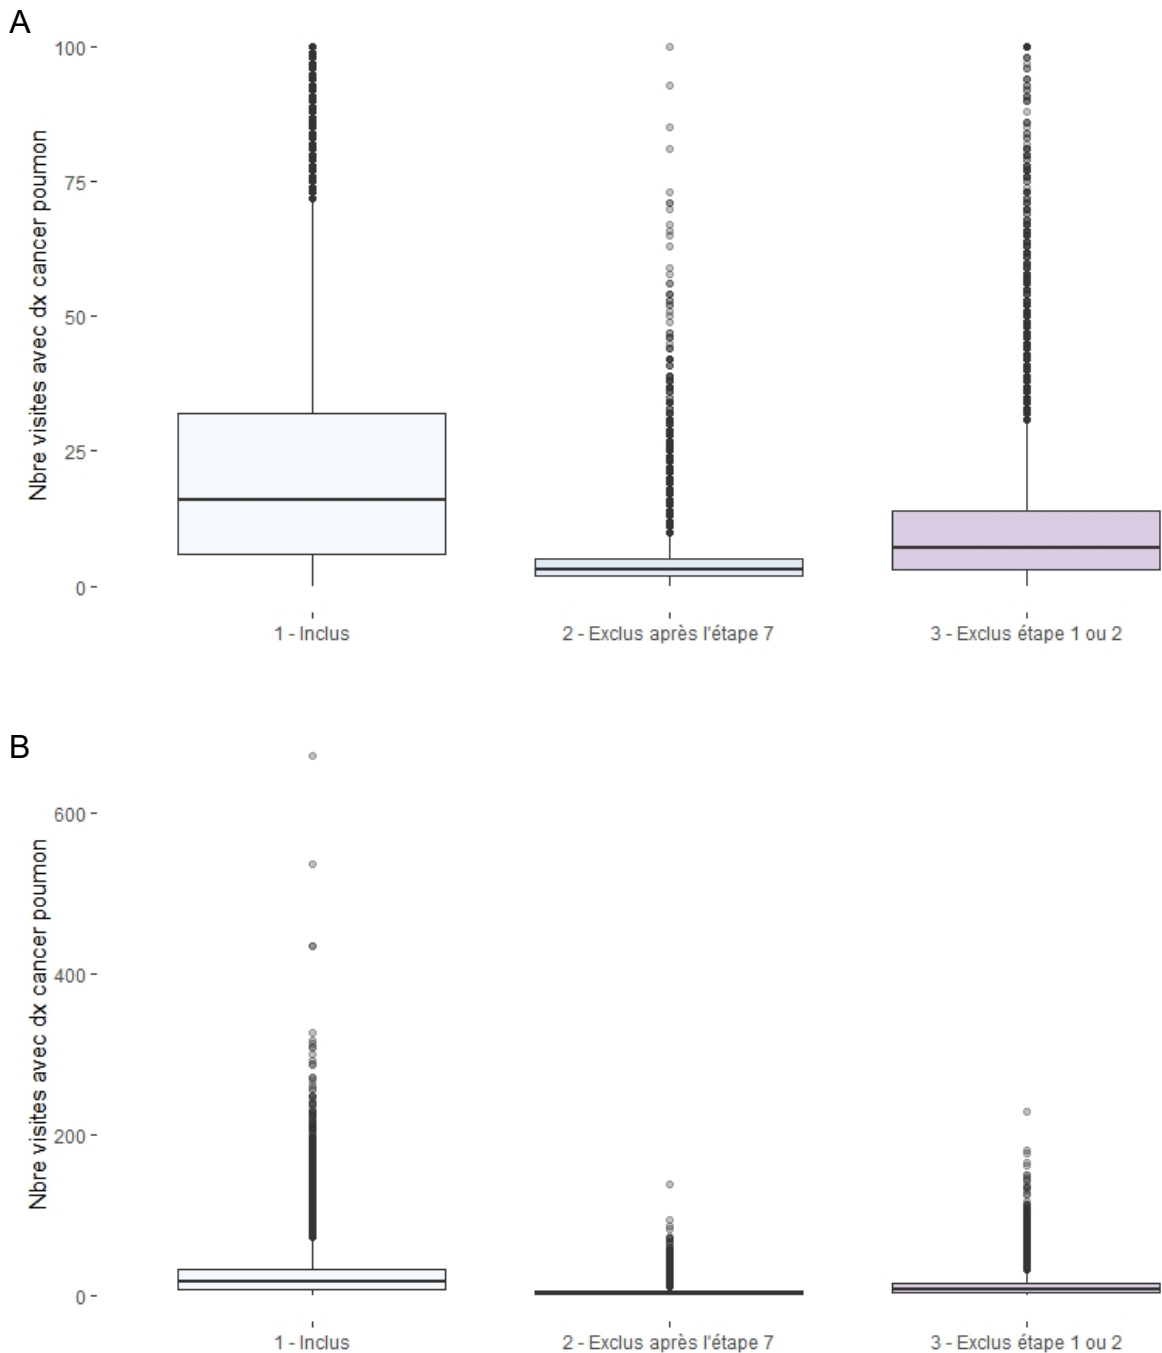 A
100
75
50
25
0
Nbre visites avec dx cancer poumon
1 - Inclus
2 - Exclus après l'étape 7
3 - Exclus étape 1 ou 2
B
600
400
200
0
Nbre visites avec dx cancer poumon
1 - Inclus
2 - Exclus après l'étape 7
3 - Exclus étape 1 ou 2